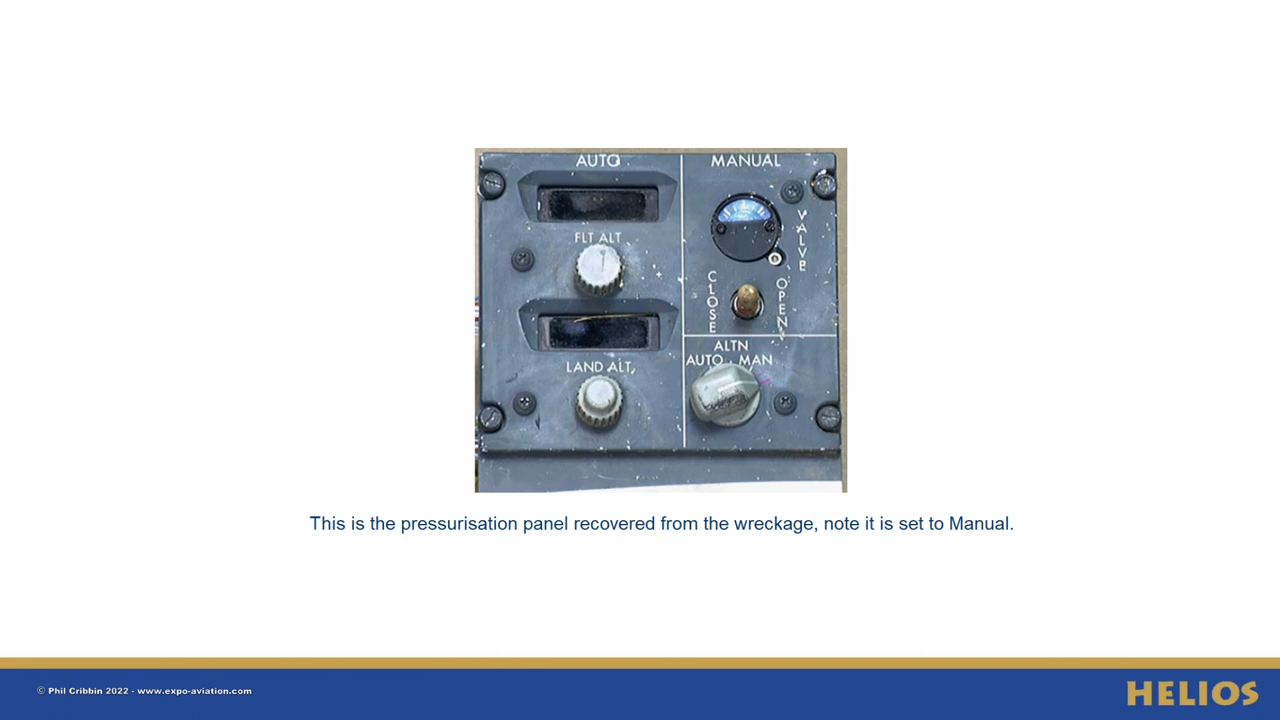 AUTO
MANUAL
FLT ALT
VALVE
CLOSE
OPEN
LAND ALT
ALTN
AUTO MAN
This is the pressurisation panel recovered from the wreckage, note it is set to Manual.
© Phil Cribbin 2022 - www.expo-aviation.com
HELIOS